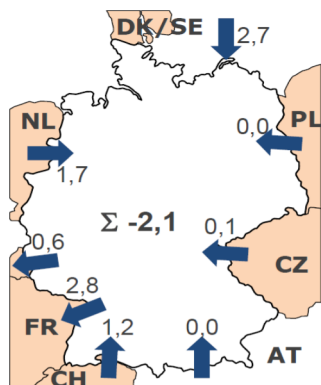 DK/SE
2,7
NL
0,0
PL
1,7
Σ -2,1
0,1
0,6
CZ
2,8
FR
1,2
0,0
AT
CH